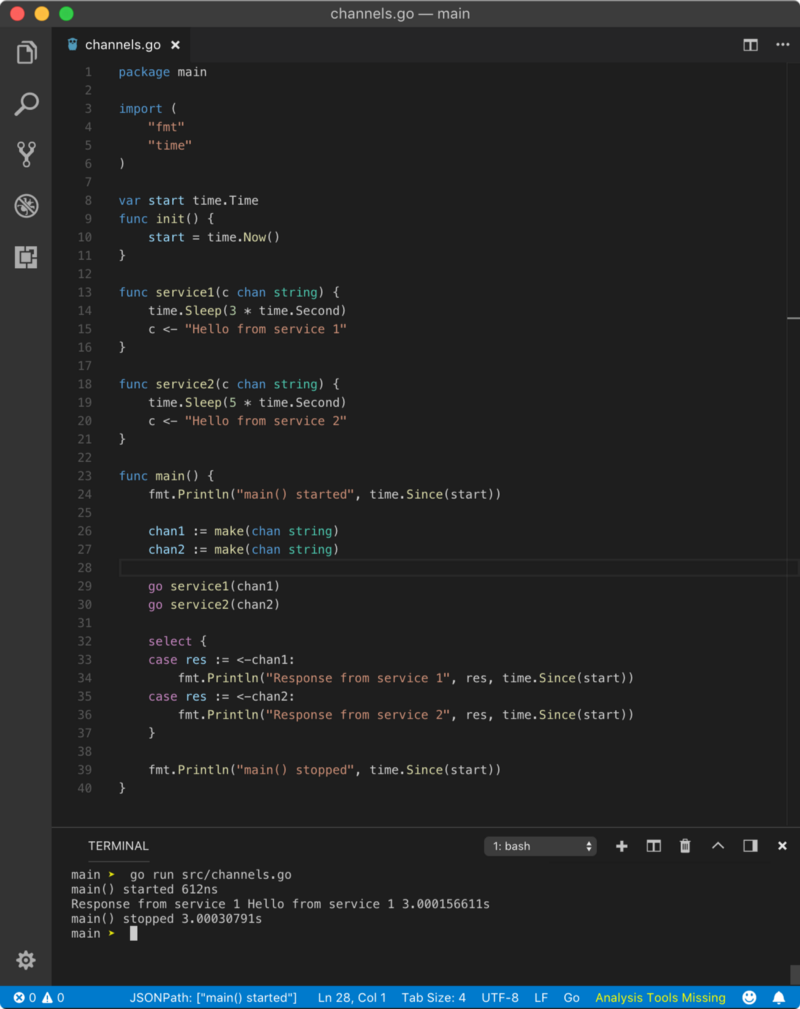 channels.go — main
channels.go
1 package main
2
3 import (
4     "fmt"
5     "time"
6 )
7
8 var start time.Time
9 func init() {
10     start = time.Now()
11 }
12
13 func service1(c chan string) {
14     time.Sleep(3 * time.Second)
15     c <- "Hello from service 1"
16 }
17
18 func service2(c chan string) {
19     time.Sleep(5 * time.Second)
20     c <- "Hello from service 2"
21 }
22
23 func main() {
24     fmt.Println("main() started", time.Since(start))
25
26     chan1 := make(chan string)
27     chan2 := make(chan string)
28
29     go service1(chan1)
30     go service2(chan2)
31
32     select {
33     case res := <-chan1:
34         fmt.Println("Response from service 1", res, time.Since(start))
35     case res := <-chan2:
36         fmt.Println("Response from service 2", res, time.Since(start))
37     }
38
39     fmt.Println("main() stopped", time.Since(start))
40 }
TERMINAL 1: bash
main ➤ go run src/channels.go
main() started 612ns
Response from service 1 Hello from service 1 3.000156611s
main() stopped 3.00030791s
main ➤
0 0 JSONPath: ["main() started"] Ln 28, Col 1 Tab Size: 4 UTF-8 LF Go Analysis Tools Missing